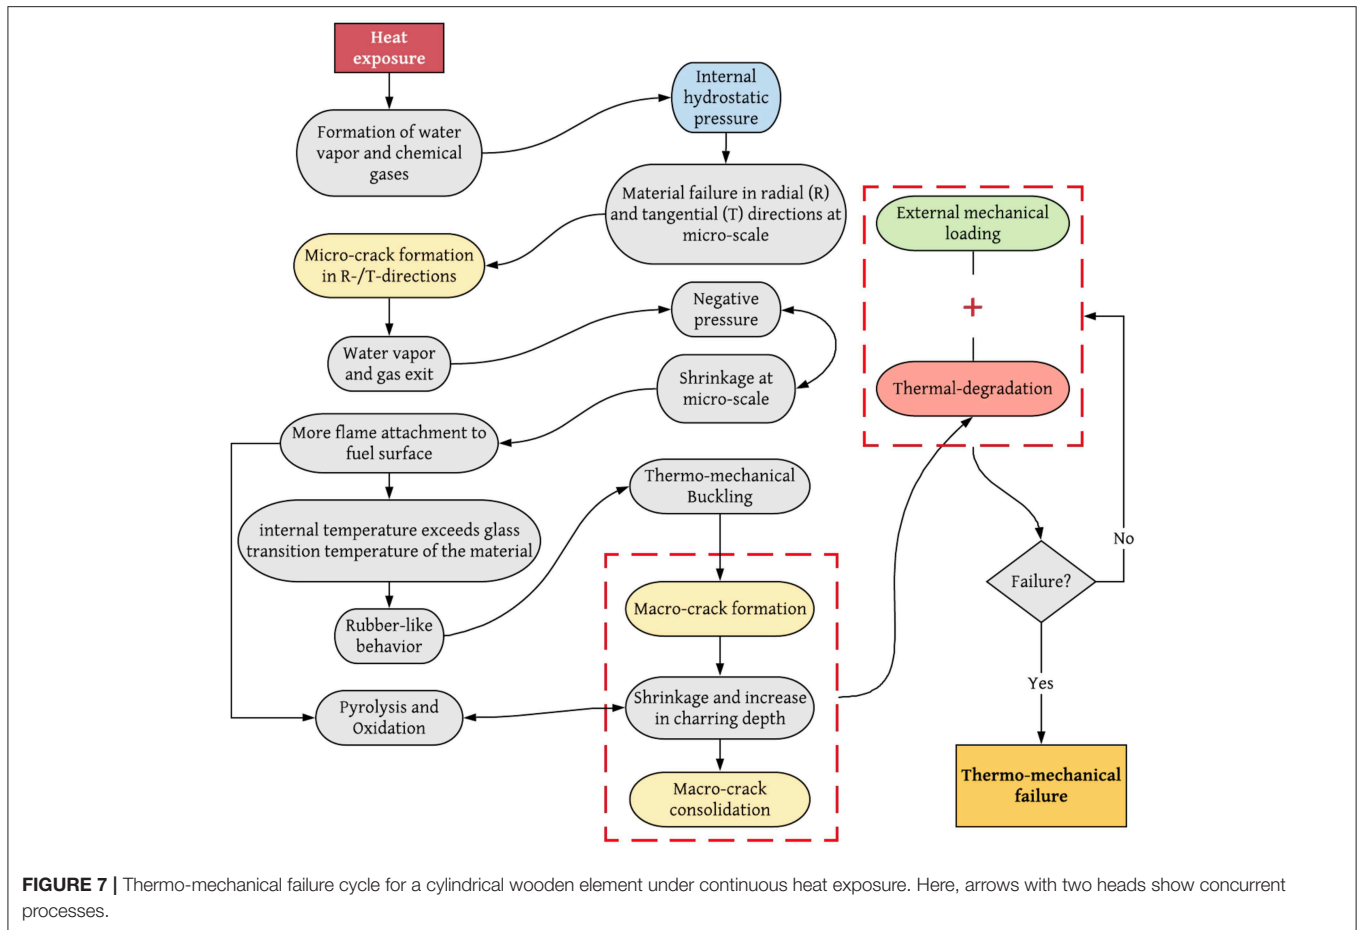 Heat
exposure
Formation of water
vapor and chemical
gases
Internal
hydrostatic
pressure
Material failure in radial (R)
and tangential (T) directions at
micro-scale
Micro-crack formation
in R-/T-directions
Water vapor
and gas exit
Negative
pressure
Shrinkage at
micro-scale
More flame attachment to
fuel surface
internal temperature exceeds glass
transition temperature of the material
Rubber-like
behavior
Thermo-mechanical
Buckling
Macro-crack formation
Shrinkage and increase
in charring depth
Macro-crack
consolidation
Pyrolysis and
Oxidation
External mechanical
loading
+
Thermal-degradation
Failure?
No
Yes
Thermo-mechanical
failure
FIGURE 7 | Thermo-mechanical failure cycle for a cylindrical wooden element under continuous heat exposure. Here, arrows with two heads show concurrent
processes.